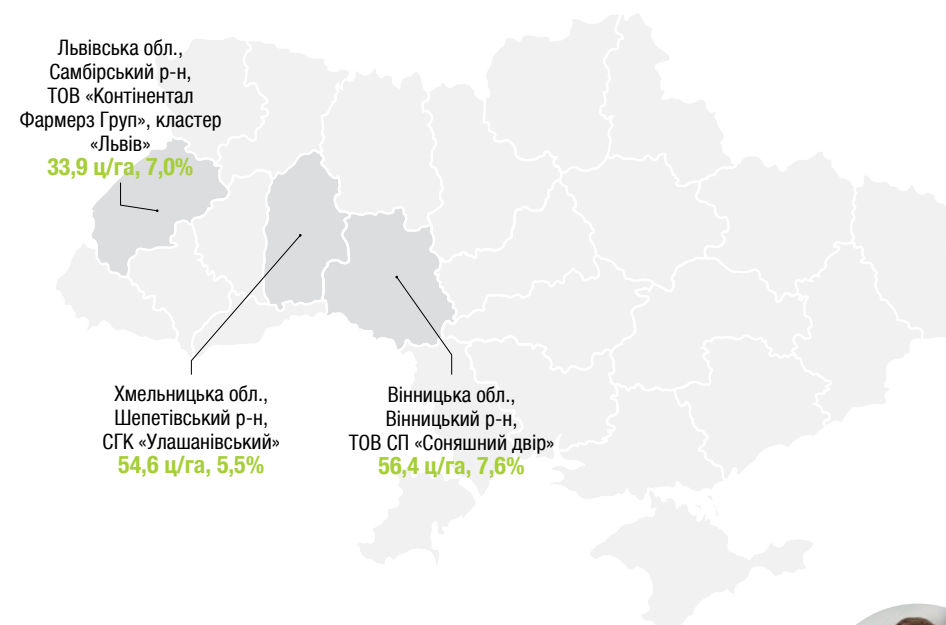 Львівська обл.,
Самбірський р-н,
ТОВ «Контінентал
Фармерз Груп», кластер
«Львів»
33,9 ц/га, 7,0%
Хмельницька обл.,
Шепетівський р-н,
СГК «Улашанівський»
54,6 ц/га, 5,5%
Вінницька обл.,
Вінницький р-н,
ТОВ СП «Соняшний двір»
56,4 ц/га, 7,6%